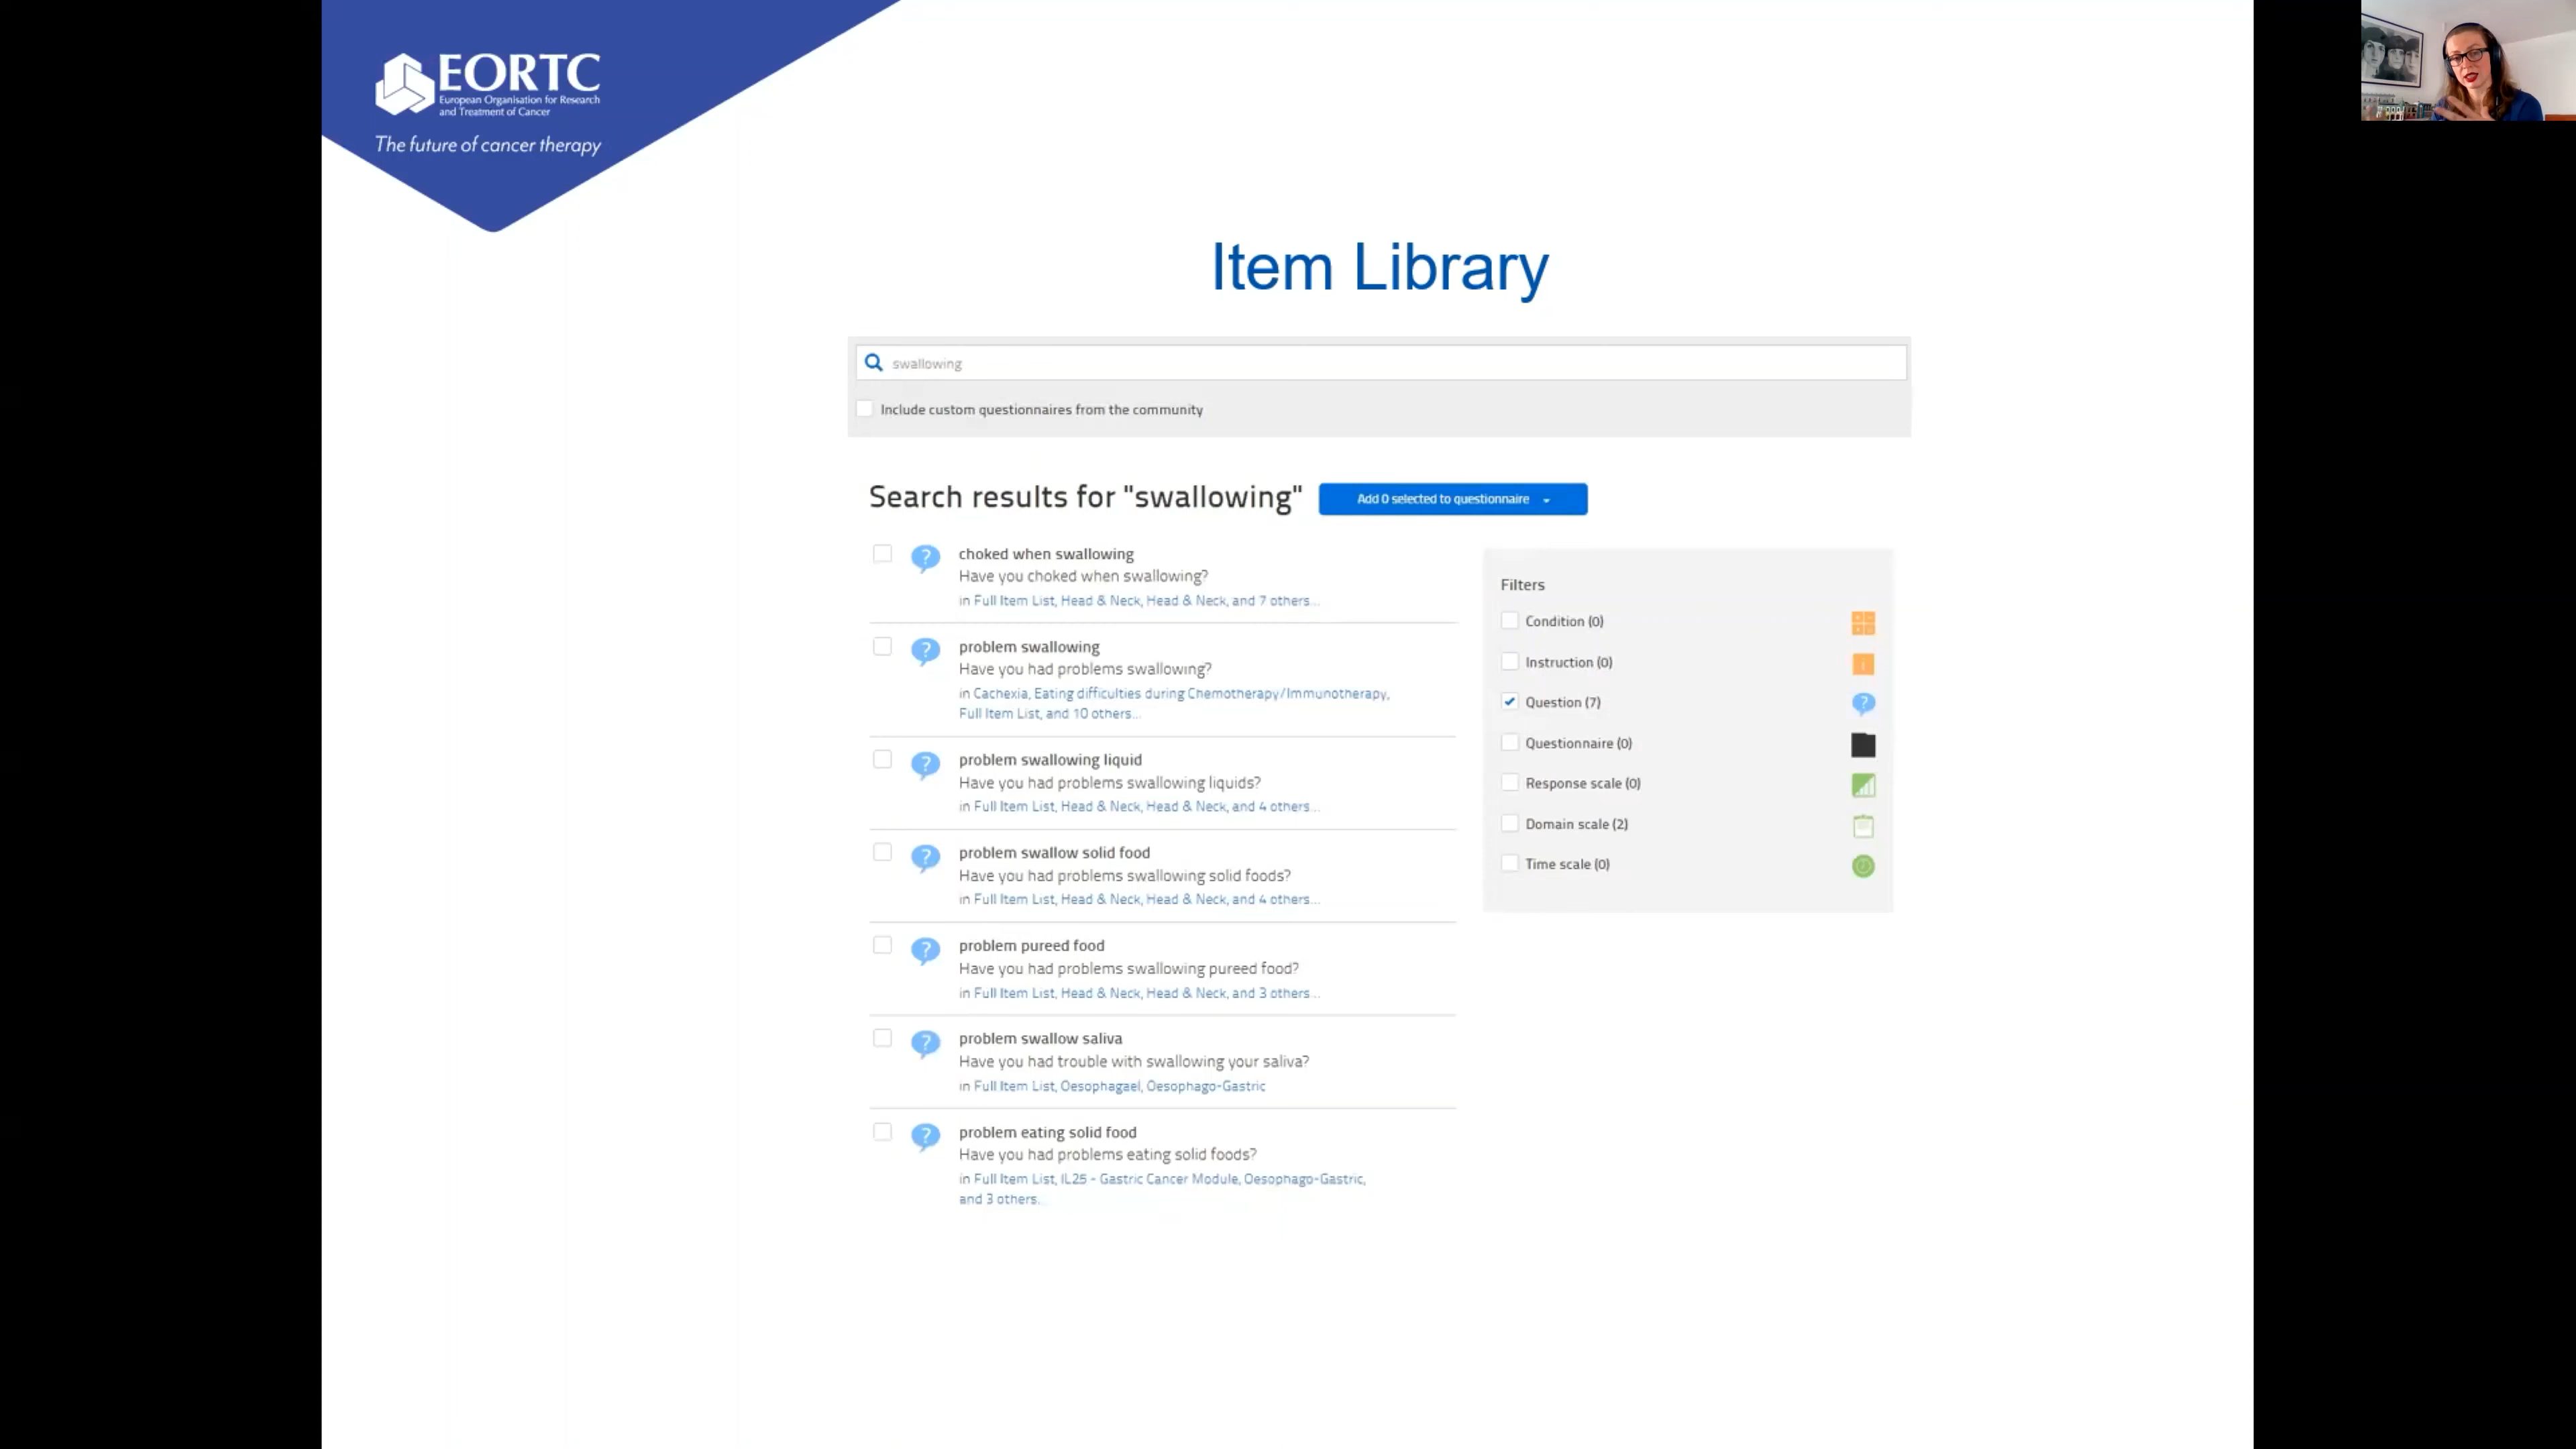 EORTC
European Organisation for Research
and Treatment of Cancer
The future of cancer therapy
Item Library
swallowing
Include custom questionnaires from the community
Search results for "swallowing"
Add 0 selected to questionnaire
choked when swallowing
Have you choked when swallowing?
in Full Item List, Head & Neck, Head & Neck, and 7 others...
problem swallowing
Have you had problems swallowing?
in Cachexia, Eating difficulties during Chemotherapy/Immunotherapy,
Full Item List, and 10 others...
problem swallowing liquid
Have you had problems swallowing liquids?
in Full Item List, Head & Neck, Head & Neck, and 4 others...
problem swallow solid food
Have you had problems swallowing solid foods?
in Full Item List, Head & Neck, Head & Neck, and 4 others...
problem pureed food
Have you had problems swallowing pureed food?
in Full Item List, Head & Neck, Head & Neck, and 3 others...
problem swallow saliva
Have you had trouble with swallowing your saliva?
in Full Item List, Oesophagael, Oesophago-Gastric
problem eating solid food
Have you had problems eating solid foods?
in Full Item List, IL25 - Gastric Cancer Module, Oesophago-Gastric,
and 3 others...
Filters
Condition (0)
Instruction (0)
Question (7)
Questionnaire (0)
Response scale (0)
Domain scale (2)
Time scale (0)